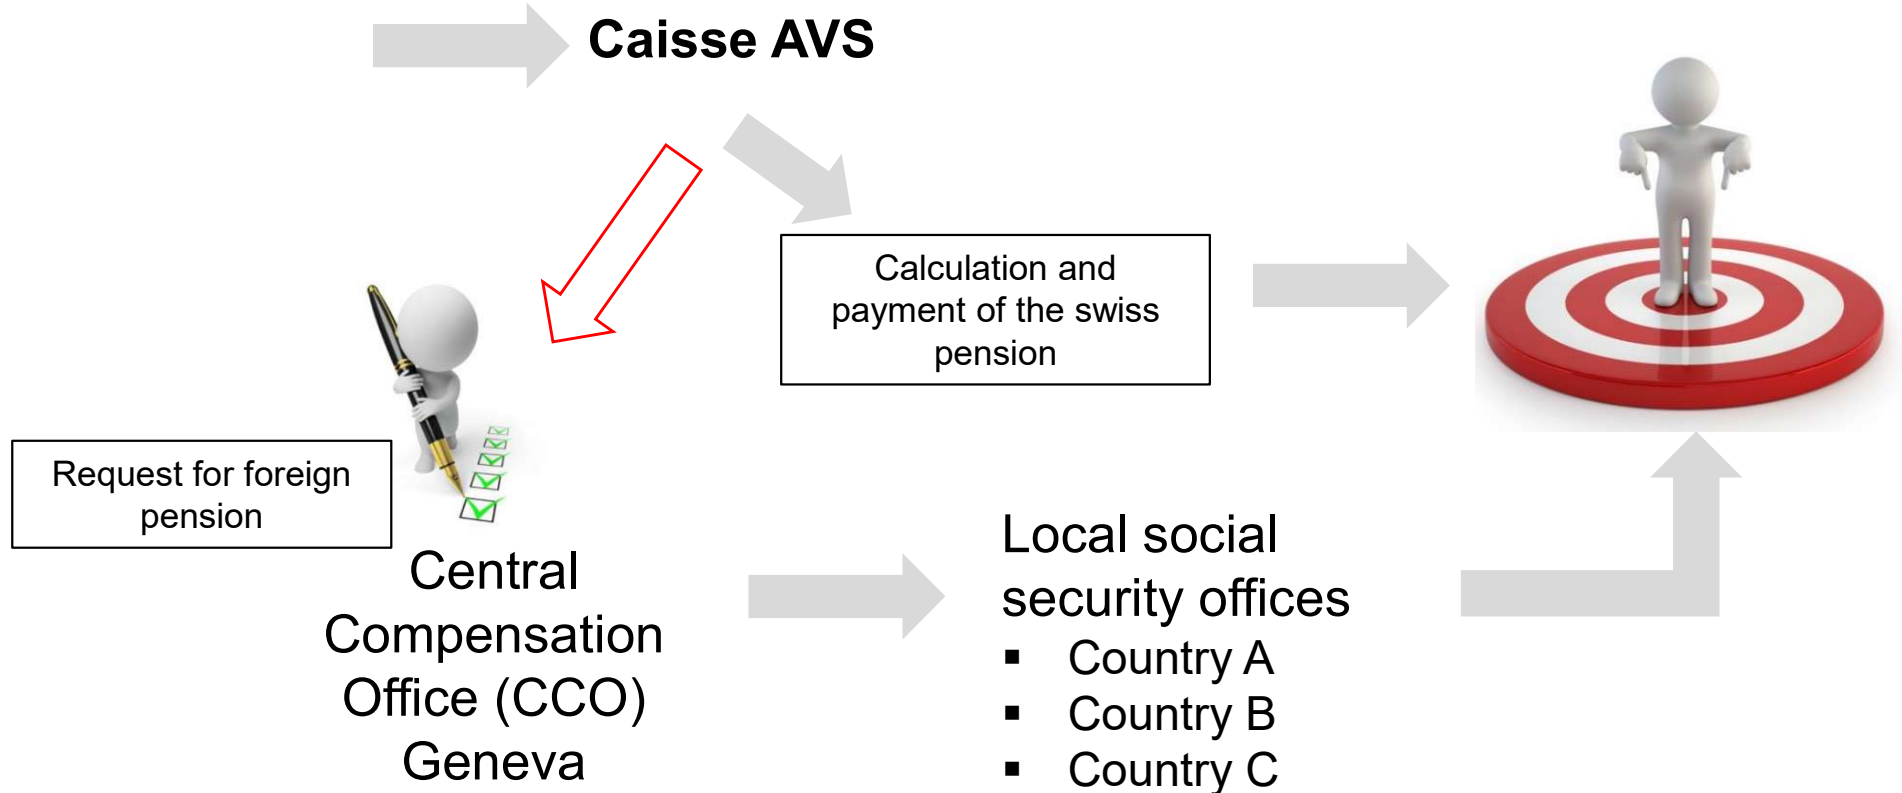 Caisse AVS
Calculation and
payment of the swiss
pension
Request for foreign
pension
Central
Compensation
Office (CCO)
Geneva
Local social
security offices
▪ Country A
▪ Country B
▪ Country C